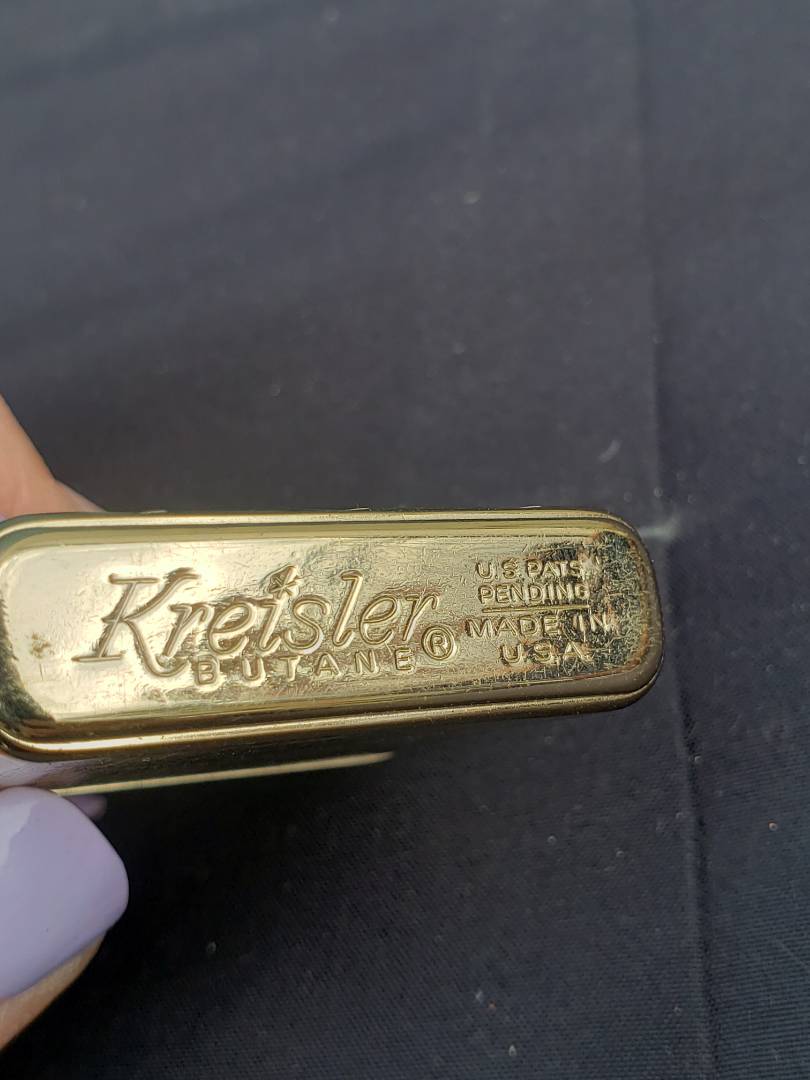 Kreisler
BUTANE®
U.S. PATS
PENDING
MADE IN
U.S.A.